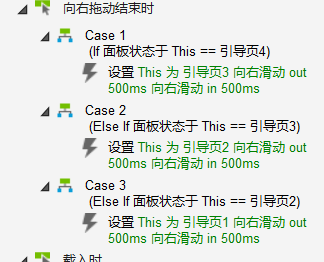 向右拖动结束时
Case 1
(If 面板状态于 This == 引导页4)
设置 This 为 引导页3 向右滑动 out
500ms 向右滑动 in 500ms
Case 2
(Else If 面板状态于 This == 引导页3)
设置 This 为 引导页2 向右滑动 out
500ms 向右滑动 in 500ms
Case 3
(Else If 面板状态于 This == 引导页2)
设置 This 为 引导页1 向右滑动 out
500ms 向右滑动 in 500ms
载入时